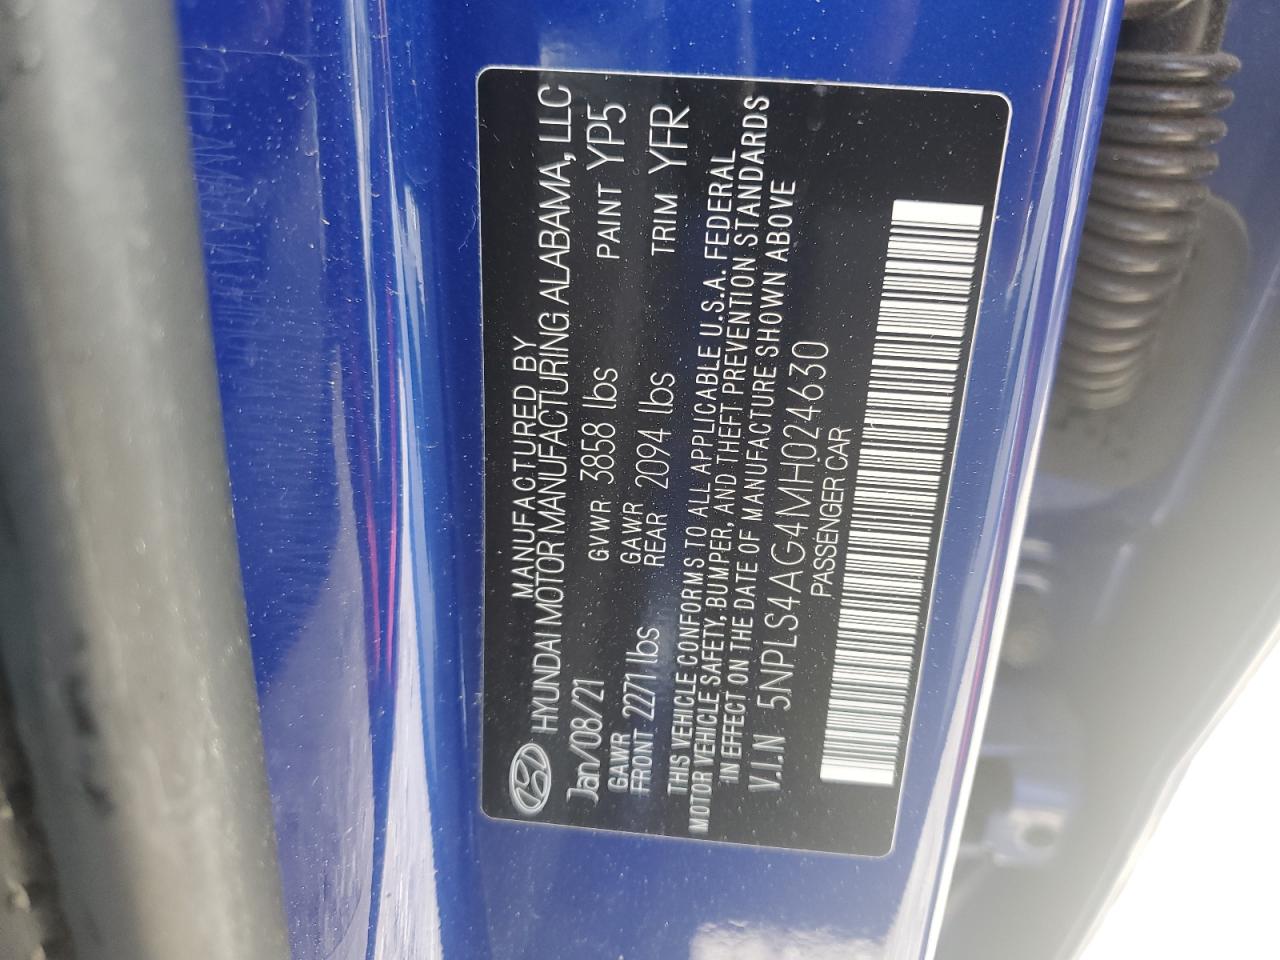 MANUFACTURED BY
HYUNDAI MOTOR MANUFACTURING ALABAMA, LLC
Jan/08/21 GVWR 3858 lbs PAINT YP5
GAWR FRONT 2271 lbs GAWR REAR 2094 lbs TRIM YFR
THIS VEHICLE CONFORMS TO ALL APPLICABLE U.S.A. FEDERAL
MOTOR VEHICLE SAFETY, BUMPER, AND THEFT PREVENTION STANDARDS
IN EFFECT ON THE DATE OF MANUFACTURE SHOWN ABOVE
V.I.N 5NPLS4AG4MH024630
PASSENGER CAR